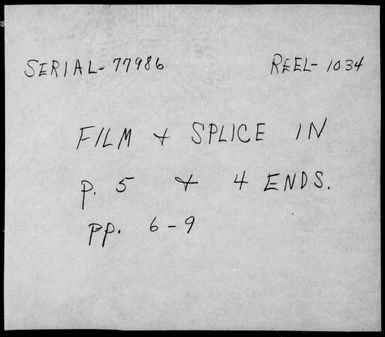 SERIAL-77986 REEL-1034
FILM & SPLICE IN
p. 5 & 4 ENDS.
pp. 6-9